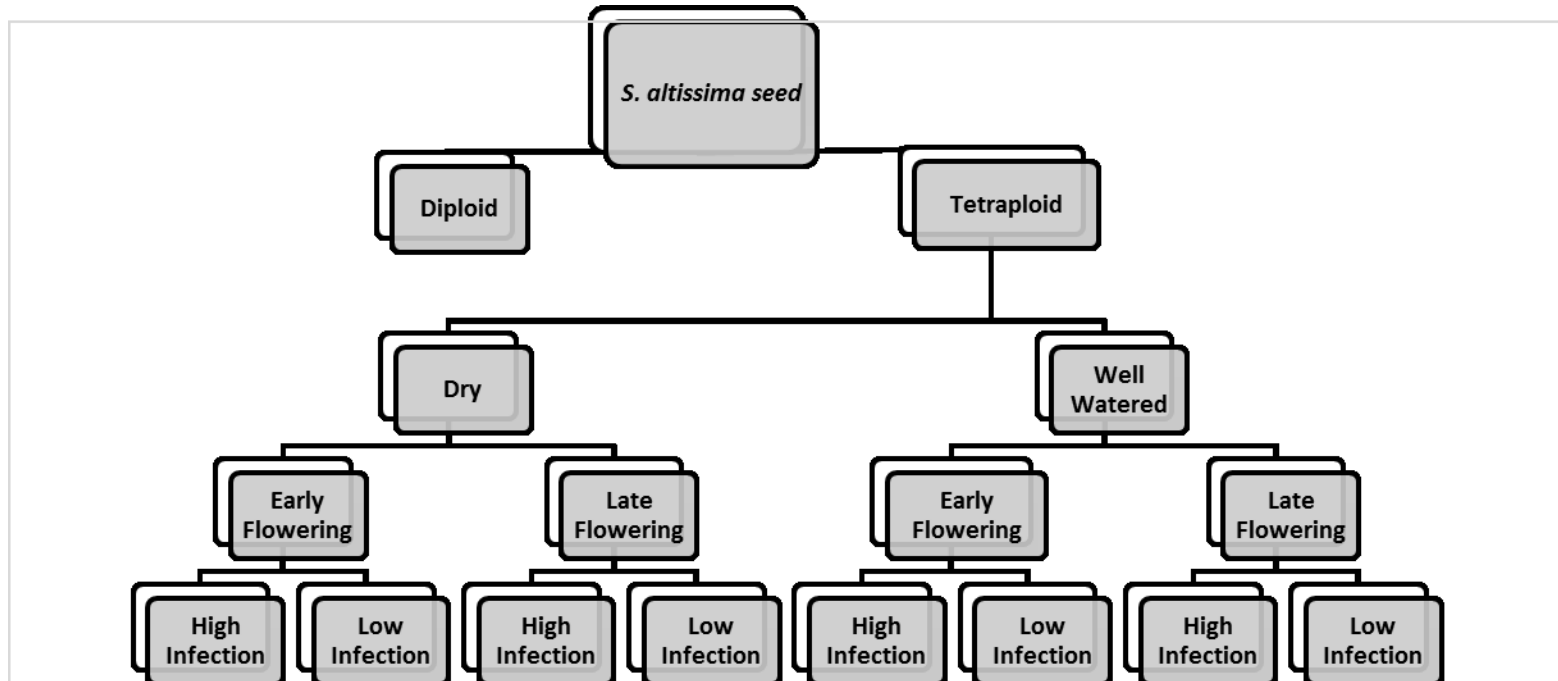 S. altissima seed
Diploid
Tetraploid
Dry
Well
Watered
Early
Flowering
Late
Flowering
Early
Flowering
Late
Flowering
High
Infection
Low
Infection
High
Infection
Low
Infection
High
Infection
Low
Infection
High
Infection
Low
Infection